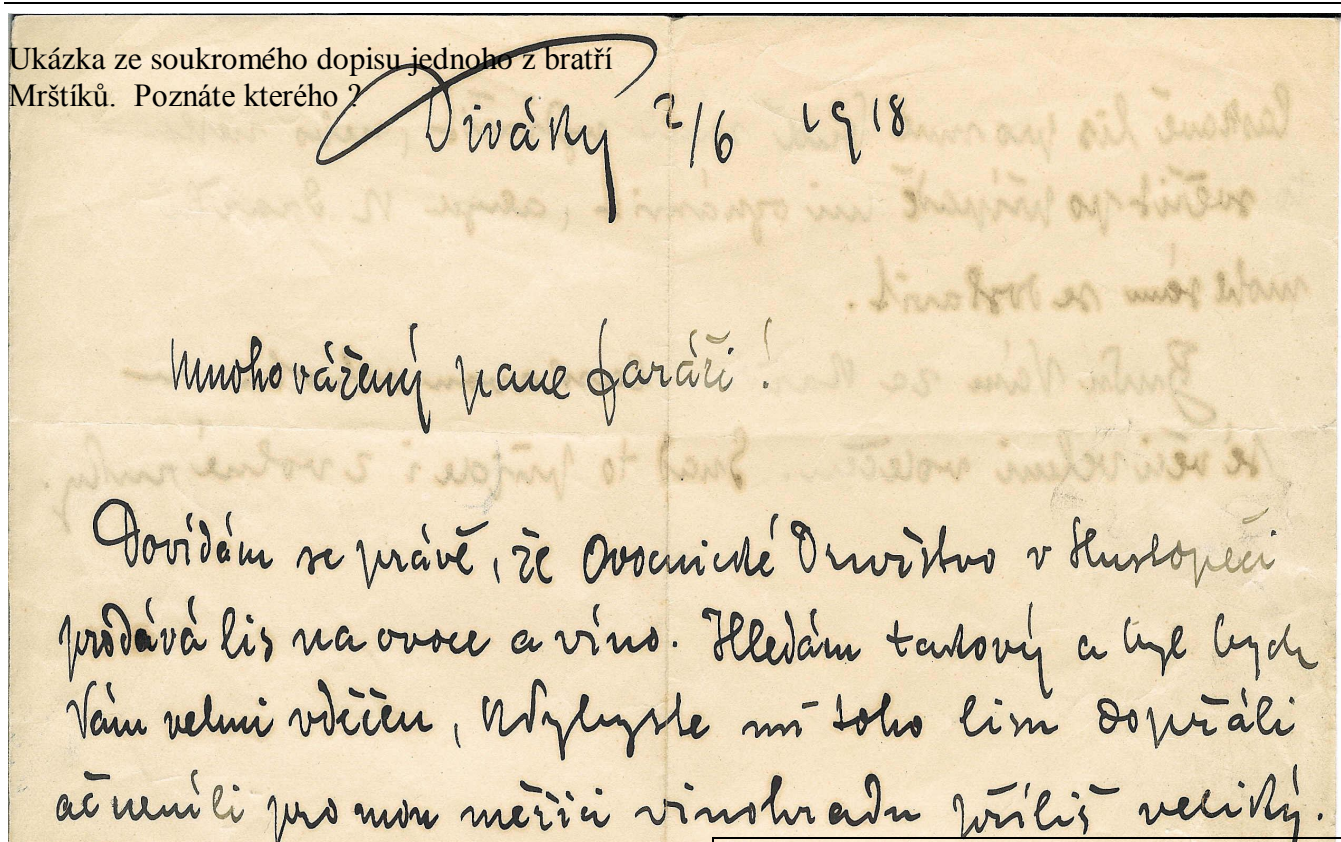 Ukázka ze soukromého dopisu jednoho z bratří
Mrštíků. Poznáte kterého ?
Diváky 2/6 1918
Mnohovážený pane faráři !
Dovídám se právě, že Ovocnické Družstvo v Hustopeči
prodává lis na ovoce a víno. Hledám takový a byl bych
Vám velmi vděčen, kdybyste mi toho lisu dopřáli
ač není-li pro mou měřici vinohradu příliš veliký.